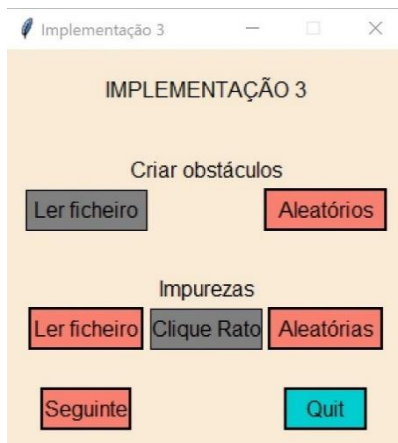 Implementação 3
IMPLEMENTAÇÃO 3
Criar obstáculos
Ler ficheiro Aleatórios
Impurezas
Ler ficheiro Clique Rato Aleatórias
Seguinte Quit